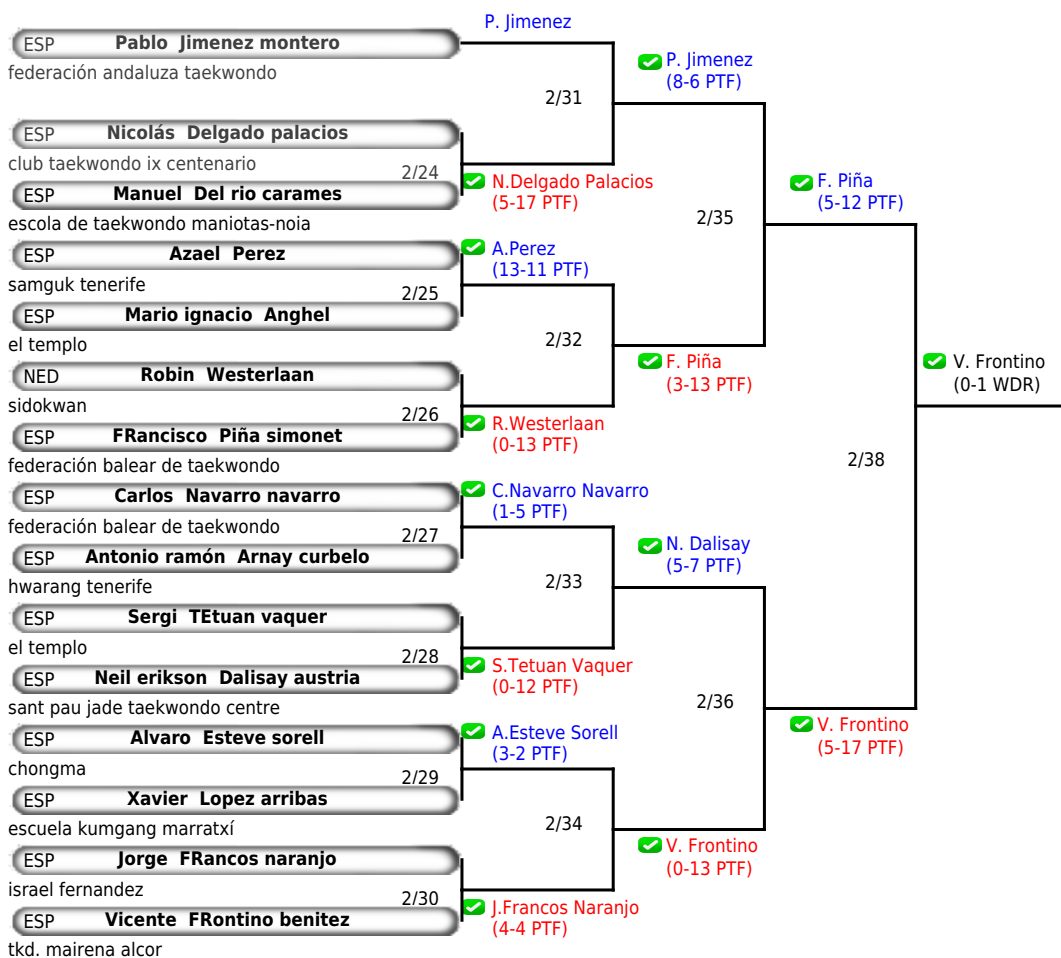 P. Jimenez
ESP Pablo Jimenez montero
federación andaluza taekwondo
P. Jimenez
(8-6 PTF)
2/31
ESP Nicolás Delgado palacios
club taekwondo ix centenario
2/24
ESP Manuel Del rio carames
N.Delgado Palacios
(5-17 PTF)
F. Piña
(5-12 PTF)
escola de taekwondo maniotas-noia
2/35
ESP Azael Perez
A.Perez
(13-11 PTF)
samguk tenerife
2/25
ESP Mario ignacio Anghel
el templo
2/32
NED Robin Westerlaan
F. Piña
(3-13 PTF)
V. Frontino
(0-1 WDR)
sidokwan
2/26
ESP FRancisco Piña simonet
R.Westerlaan
(0-13 PTF)
federación balear de taekwondo
2/38
ESP Carlos Navarro navarro
C.Navarro Navarro
(1-5 PTF)
federación balear de taekwondo
2/27
ESP Antonio ramón Arnay curbelo
N. Dalisay
(5-7 PTF)
hwarang tenerife
2/33
ESP Sergi TEtuan vaquer
el templo
2/28
ESP Neil erikson Dalisay austria
S.Tetuan Vaquer
(0-12 PTF)
sant pau jade taekwondo centre
2/36
ESP Alvaro Esteve sorell
A.Esteve Sorell
(3-2 PTF)
V. Frontino
(5-17 PTF)
chongma
2/29
ESP Xavier Lopez arribas
escuela kumgang marratxí
2/34
ESP Jorge FRancos naranjo
V. Frontino
(0-13 PTF)
israel fernandez
2/30
ESP Vicente FRontino benitez
J.Francos Naranjo
(4-4 PTF)
tkd. mairena alcor